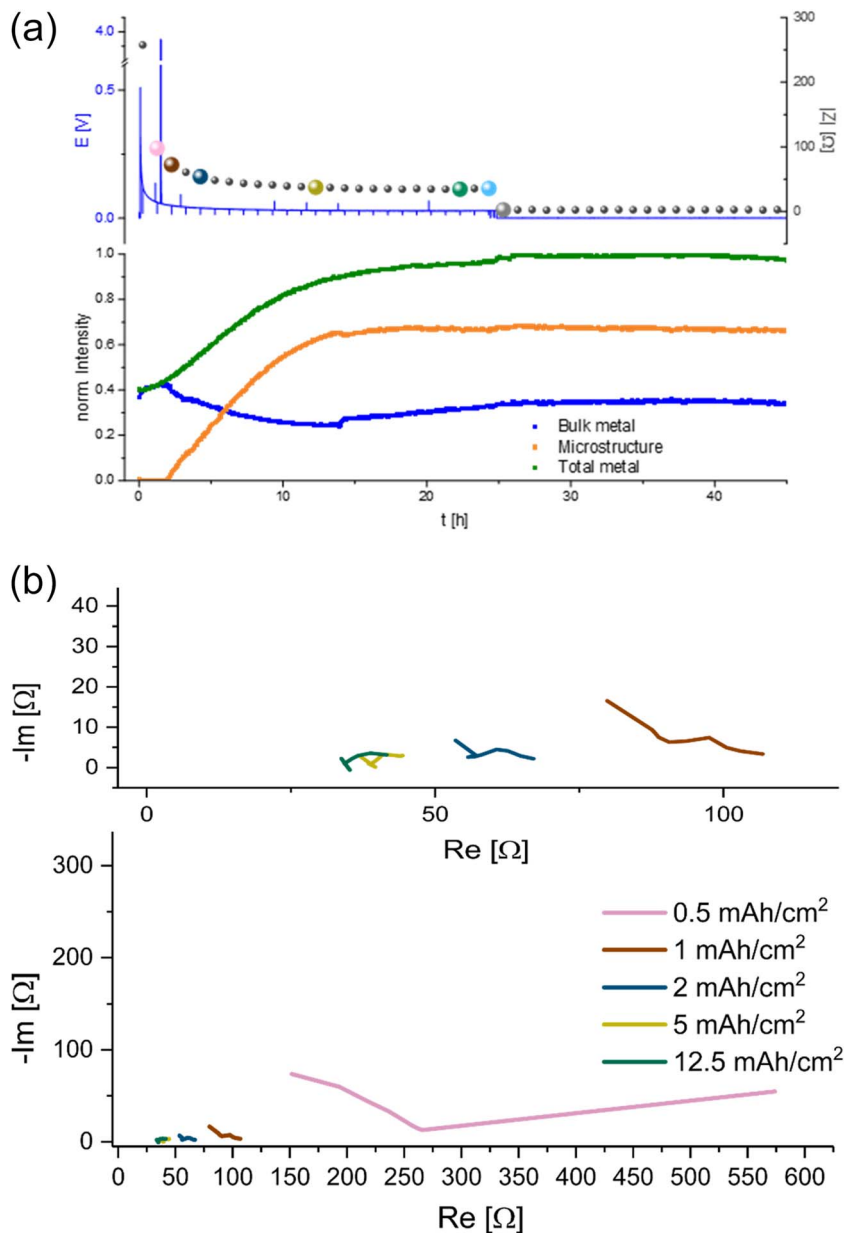 (a)
4.0
0.5
0.0
E [V]
300
200
100
0
|Z| [Ω]
1.0
0.8
0.6
0.4
0.2
0.0
norm. Intensity
Bulk metal
Microstructure
Total metal
0 10 20 30 40
t [h]
(b)
40
30
20
10
0
-Im [Ω]
0 50 100
Re [Ω]
300
200
100
0
-Im [Ω]
0.5 mAh/cm²
1 mAh/cm²
2 mAh/cm²
5 mAh/cm²
12.5 mAh/cm²
0 50 100 150 200 250 300 350 400 450 500 550 600
Re [Ω]